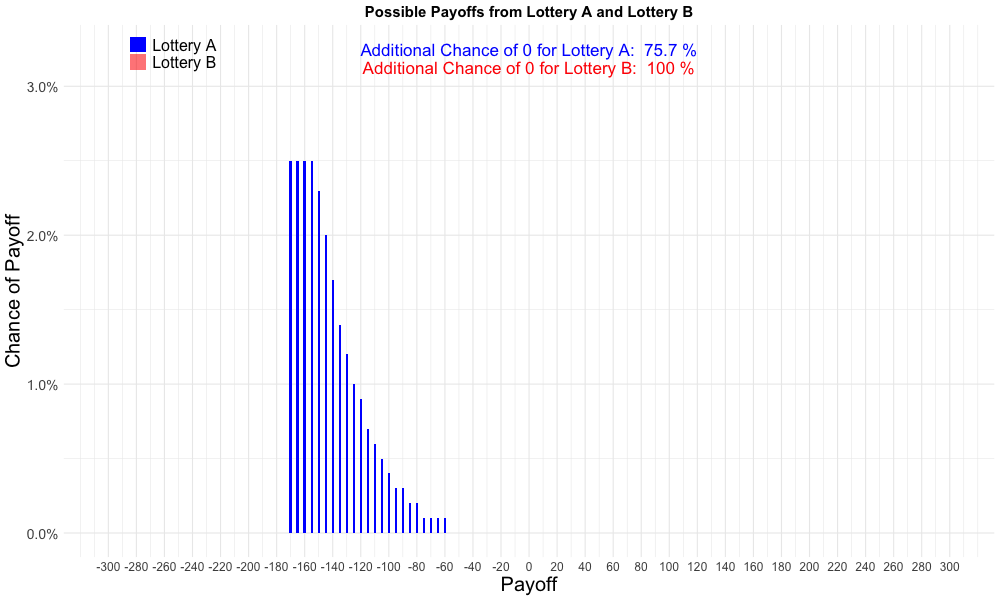 Possible Payoffs from Lottery A and Lottery B
Lottery A
Lottery B
Additional Chance of 0 for Lottery A:  75.7 %
Additional Chance of 0 for Lottery B:  100 %
Chance of Payoff
3.0%
2.0%
1.0%
0.0%
-300 -280 -260 -240 -220 -200 -180 -160 -140 -120 -100 -80 -60 -40 -20 0 20 40 60 80 100 120 140 160 180 200 220 240 260 280 300
Payoff